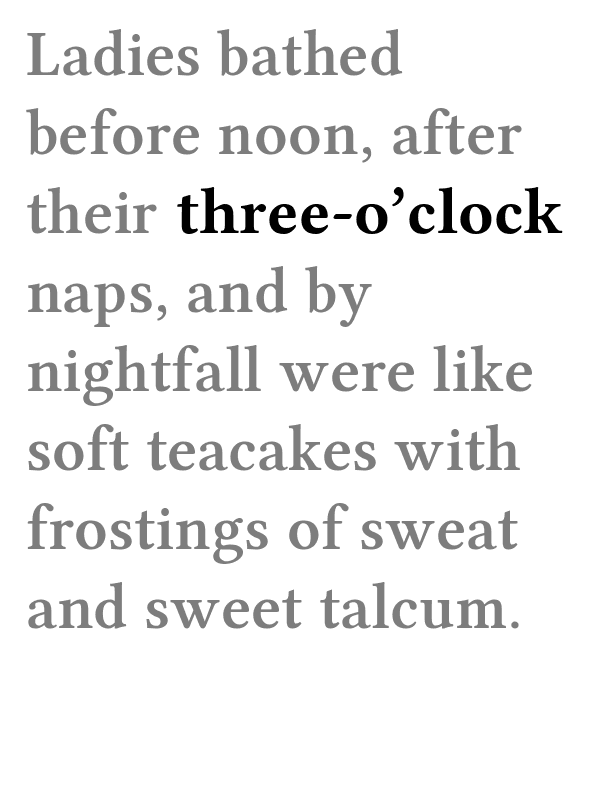 Ladies bathed
before noon, after
their three-o’clock
naps, and by
nightfall were like
soft teacakes with
frostings of sweat
and sweet talcum.